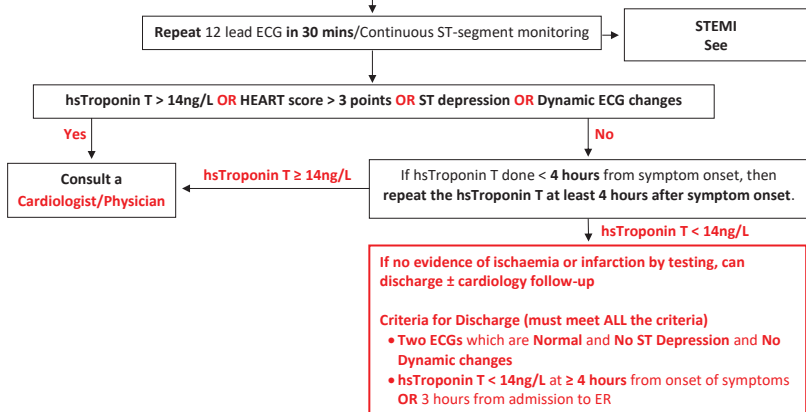 Repeat 12 lead ECG in 30 mins/Continuous ST-segment monitoring
STEMI
See
hsTroponin T > 14ng/L OR HEART score > 3 points OR ST depression OR Dynamic ECG changes
Yes
No
Consult a
Cardiologist/Physician
hsTroponin T ≥ 14ng/L
If hsTroponin T done < 4 hours from symptom onset, then
repeat the hsTroponin T at least 4 hours after symptom onset.
hsTroponin T < 14ng/L
If no evidence of ischaemia or infarction by testing, can
discharge ± cardiology follow-up
Criteria for Discharge (must meet ALL the criteria)
• Two ECGs which are Normal and No ST Depression and No
Dynamic changes
• hsTroponin T < 14ng/L at ≥ 4 hours from onset of symptoms
OR 3 hours from admission to ER